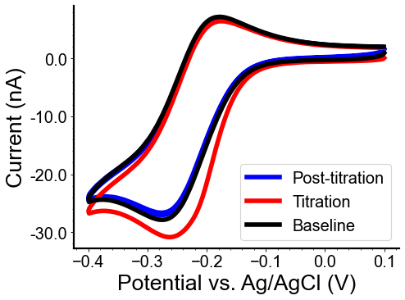 0.0
-10.0
-20.0
-30.0
Current (nA)
Post-titration
Titration
Baseline
−0.4 −0.3 −0.2 −0.1 0.0 0.1
Potential vs. Ag/AgCl (V)